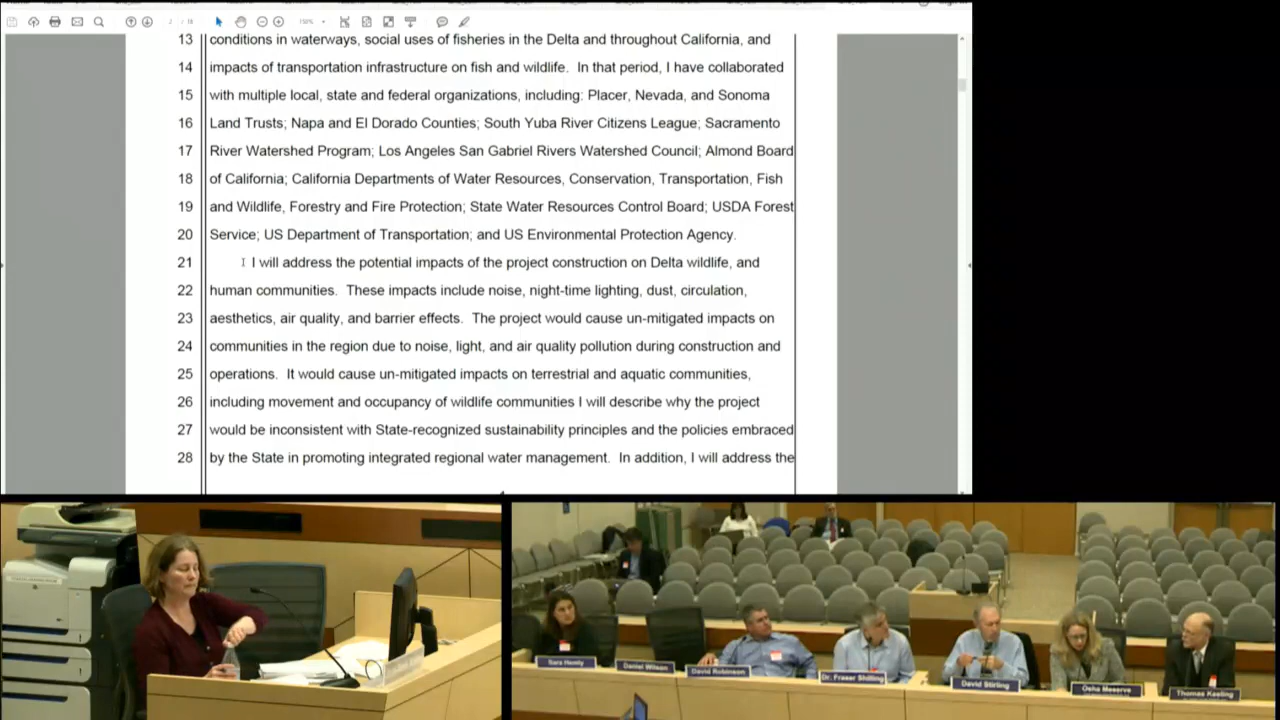 2 / 18
150%
13 conditions in waterways, social uses of fisheries in the Delta and throughout California, and
14 impacts of transportation infrastructure on fish and wildlife.  In that period, I have collaborated
15 with multiple local, state and federal organizations, including: Placer, Nevada, and Sonoma
16 Land Trusts; Napa and El Dorado Counties; South Yuba River Citizens League; Sacramento
17 River Watershed Program; Los Angeles San Gabriel Rivers Watershed Council; Almond Board
18 of California; California Departments of Water Resources, Conservation, Transportation, Fish
19 and Wildlife, Forestry and Fire Protection; State Water Resources Control Board; USDA Forest
20 Service; US Department of Transportation; and US Environmental Protection Agency.
21 I will address the potential impacts of the project construction on Delta wildlife, and
22 human communities.  These impacts include noise, night-time lighting, dust, circulation,
23 aesthetics, air quality, and barrier effects.  The project would cause un-mitigated impacts on
24 communities in the region due to noise, light, and air quality pollution during construction and
25 operations.  It would cause un-mitigated impacts on terrestrial and aquatic communities,
26 including movement and occupancy of wildlife communities I will describe why the project
27 would be inconsistent with State-recognized sustainability principles and the policies embraced
28 by the State in promoting integrated regional water management.  In addition, I will address the
Sara Hemly
Daniel Wilson
David Robinson
Dr. Fraser Shilling
David Stirling
Osha Meserve
Thomas Keeling